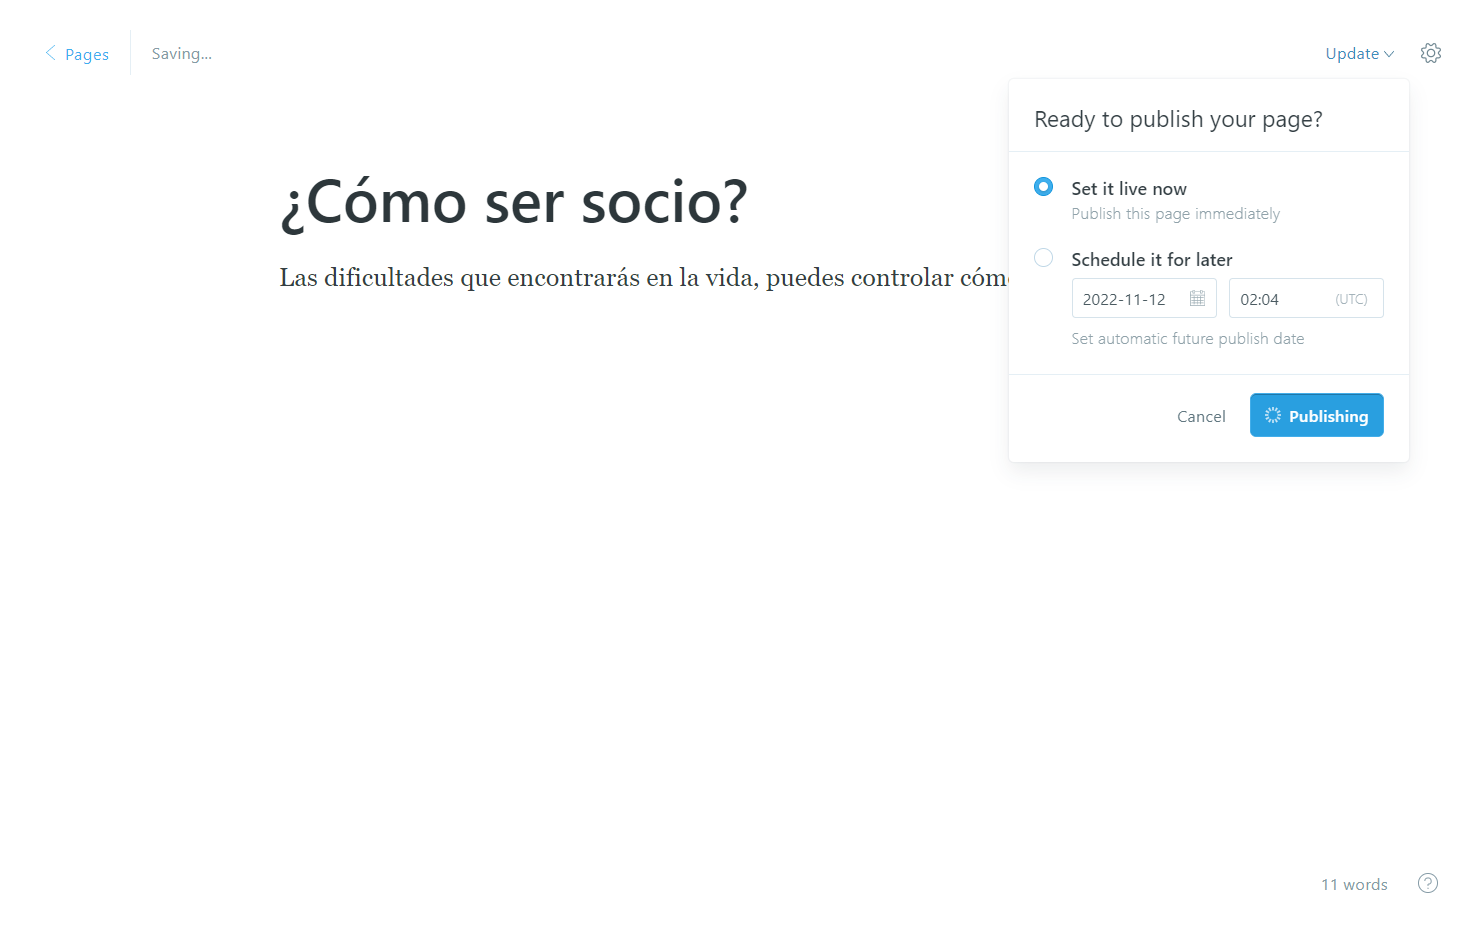 Pages
Saving...
Update
Ready to publish your page?
¿Cómo ser socio?
Set it live now
Publish this page immediately
Las dificultades que encontrarás en la vida, puedes controlar
Schedule it for later
2022-11-12
02:04
(UTC)
Set automatic future publish date
Cancel
Publishing
11 words
?